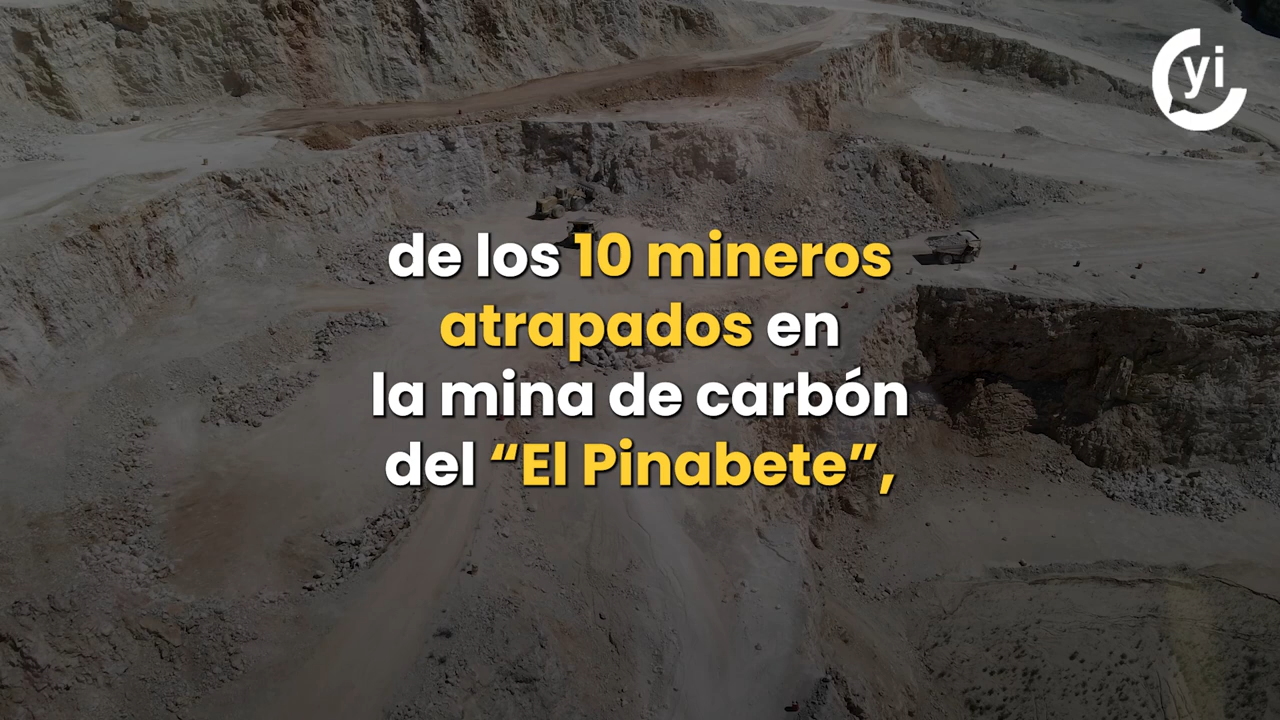 yi
de los 10 mineros
atrapados en
la mina de carbón
del “El Pinabete”,